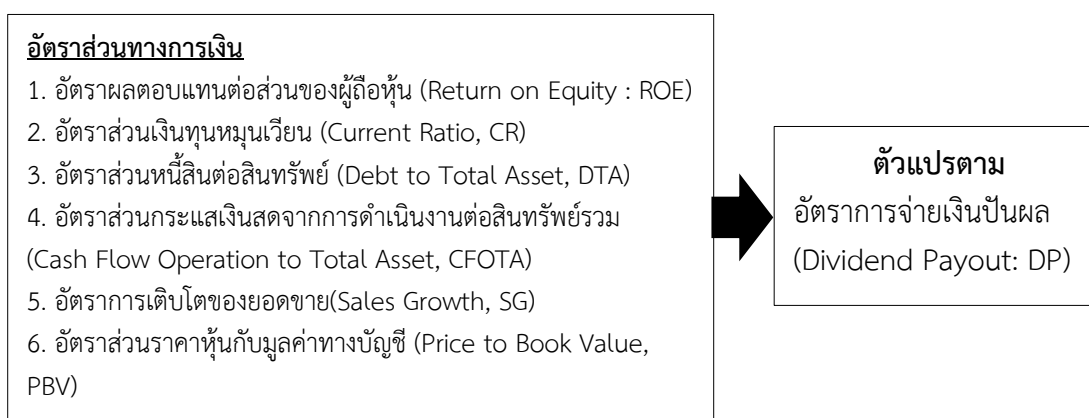 อัตราส่วนทางการเงิน
1. อัตราผลตอบแทนต่อส่วนของผู้ถือหุ้น (Return on Equity : ROE)
2. อัตราส่วนเงินทุนหมุนเวียน (Current Ratio, CR)
3. อัตราส่วนหนี้สินต่อสินทรัพย์ (Debt to Total Asset, DTA)
4. อัตราส่วนกระแสเงินสดจากการดำเนินงานต่อสินทรัพย์รวม
(Cash Flow Operation to Total Asset, CFOTA)
5. อัตราการเติบโตของยอดขาย(Sales Growth, SG)
6. อัตราส่วนราคาหุ้นกับมูลค่าทางบัญชี (Price to Book Value,
PBV)
ตัวแปรตาม
อัตราการจ่ายเงินปันผล
(Dividend Payout: DP)